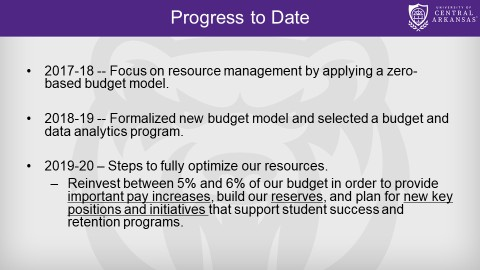 Progress to Date
UNIVERSITY OF
CENTRAL
ARKANSAS
• 2017-18 -- Focus on resource management by applying a zero-
based budget model.
• 2018-19 -- Formalized new budget model and selected a budget and
data analytics program.
• 2019-20 – Steps to fully optimize our resources.
– Reinvest between 5% and 6% of our budget in order to provide
important pay increases, build our reserves, and plan for new key
positions and initiatives that support student success and
retention programs.